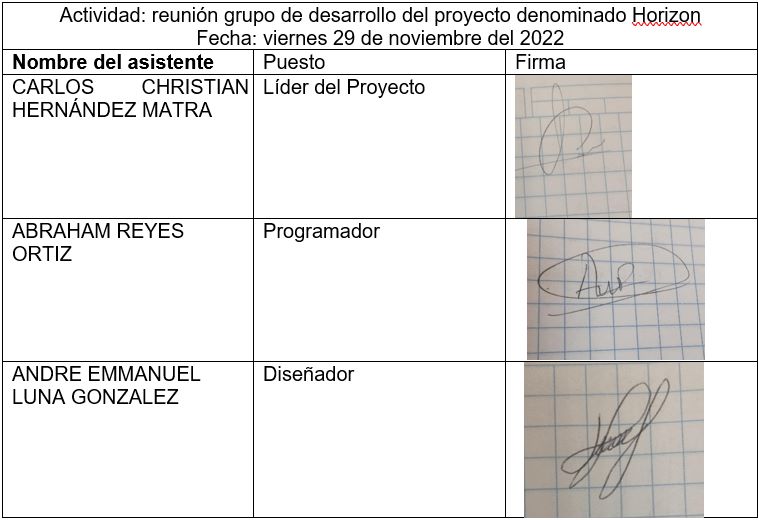 Actividad: reunión grupo de desarrollo del proyecto denominado Horizon
Fecha: viernes 29 de noviembre del 2022
Nombre del asistente Puesto Firma
CARLOS CHRISTIAN HERNÁNDEZ MATRA Líder del Proyecto
ABRAHAM REYES ORTIZ Programador
ANDRE EMMANUEL LUNA GONZALEZ Diseñador